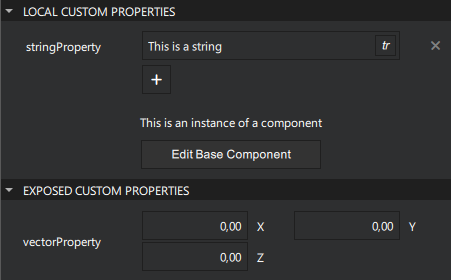 LOCAL CUSTOM PROPERTIES
stringProperty This is a string tr
+
This is an instance of a component
Edit Base Component
EXPOSED CUSTOM PROPERTIES
0,00 X 0,00 Y
vectorProperty
0,00 Z